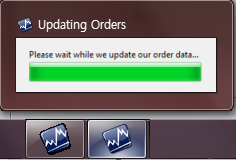 Updating Orders
Please wait while we update our order data...